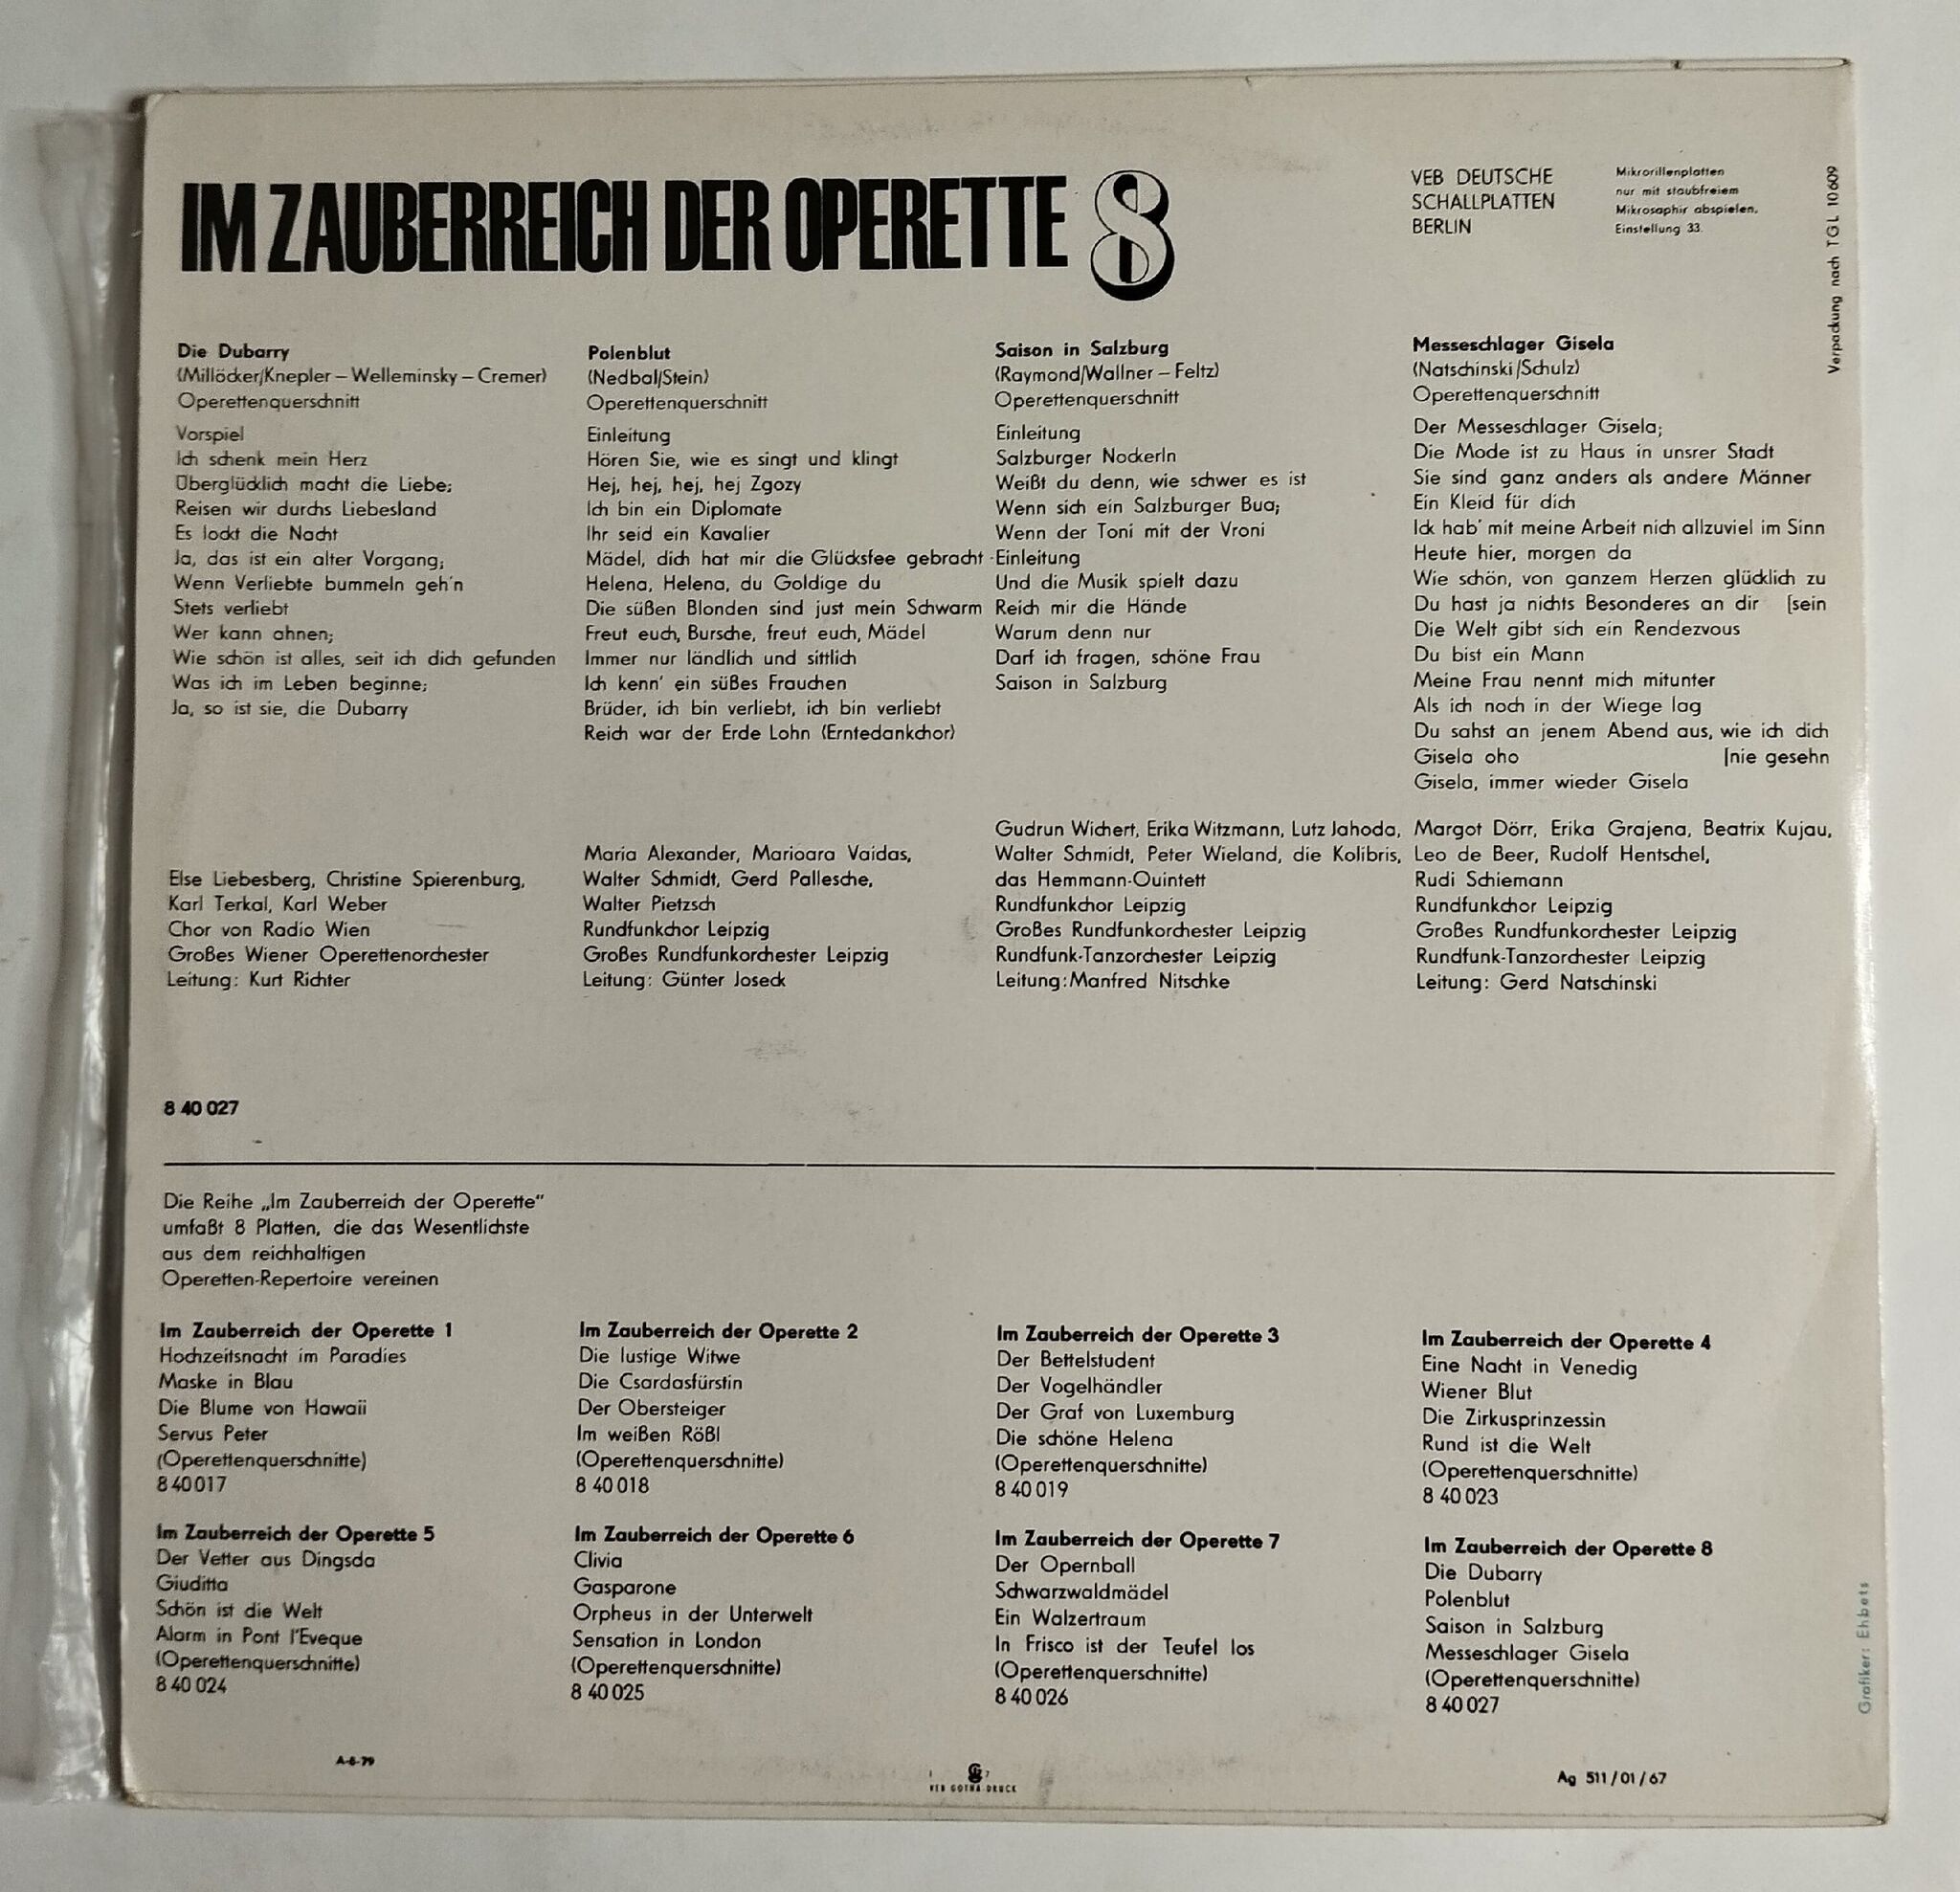 IM ZAUBERREICH DER OPERETTE 8
VEB DEUTSCHE
SCHALLPLATTEN
BERLIN
Mikrorillenplatten
nur mit staubfreiem
Mikrosaphir abspielen.
Einstellung 33.
Verpackung nach TGL 10609
Die Dubarry
(Millöcker/Knepler – Welleminsky – Cremer)
Operettenquerschnitt
Vorspiel
Ich schenk mein Herz
Überglücklich macht die Liebe;
Reisen wir durchs Liebesland
Es lockt die Nacht
Ja, das ist ein alter Vorgang;
Wenn Verliebte bummeln geh'n
Stets verliebt
Wer kann ahnen;
Wie schön ist alles, seit ich dich gefunden
Was ich im Leben beginne;
Ja, so ist sie, die Dubarry
Else Liebesberg, Christine Spierenburg,
Karl Terkal, Karl Weber
Chor von Radio Wien
Großes Wiener Operettenorchester
Leitung: Kurt Richter
Polenblut
(Nedbal/Stein)
Operettenquerschnitt
Einleitung
Hören Sie, wie es singt und klingt
Hej, hej, hej, hej Zgozy
Ich bin ein Diplomate
Ihr seid ein Kavalier
Mädel, dich hat mir die Glücksfee gebracht
Helena, Helena, du Goldige du
Die süßen Blonden sind just mein Schwarm
Freut euch, Bursche, freut euch, Mädel
Immer nur ländlich und sittlich
Ich kenn' ein süßes Frauchen
Brüder, ich bin verliebt, ich bin verliebt
Reich war der Erde Lohn (Erntedankchor)
Maria Alexander, Marioara Vaidas,
Walter Schmidt, Gerd Pallesche,
Walter Pietzsch
Rundfunkchor Leipzig
Großes Rundfunkorchester Leipzig
Leitung: Günter Joseck
Saison in Salzburg
(Raymond/Wallner – Feltz)
Operettenquerschnitt
Einleitung
Salzburger Nockerln
Weißt du denn, wie schwer es ist
Wenn sich ein Salzburger Bua;
Wenn der Toni mit der Vroni
Einleitung
Und die Musik spielt dazu
Reich mir die Hände
Warum denn nur
Darf ich fragen, schöne Frau
Saison in Salzburg
Gudrun Wichert, Erika Witzmann, Lutz Jahoda,
Walter Schmidt, Peter Wieland, die Kolibris,
das Hemmann-Quintett
Rundfunkchor Leipzig
Großes Rundfunkorchester Leipzig
Rundfunk-Tanzorchester Leipzig
Leitung: Manfred Nitschke
Messeschlager Gisela
(Natschinski/Schulz)
Operettenquerschnitt
Der Messeschlager Gisela;
Die Mode ist zu Haus in unsrer Stadt
Sie sind ganz anders als andere Männer
Ein Kleid für dich
Ick hab' mit meine Arbeit nich allzuviel im Sinn
Heute hier, morgen da
Wie schön, von ganzem Herzen glücklich zu
Du hast ja nichts Besonderes an dir [sein
Die Welt gibt sich ein Rendezvous
Du bist ein Mann
Meine Frau nennt mich mitunter
Als ich noch in der Wiege lag
Du sahst an jenem Abend aus, wie ich dich
Gisela oho [nie gesehn
Gisela, immer wieder Gisela
Margot Dörr, Erika Grajena, Beatrix Kujau,
Leo de Beer, Rudolf Hentschel,
Rudi Schiemann
Rundfunkchor Leipzig
Großes Rundfunkorchester Leipzig
Rundfunk-Tanzorchester Leipzig
Leitung: Gerd Natschinski
8 40 027
Die Reihe „Im Zauberreich der Operette“
umfaßt 8 Platten, die das Wesentlichste
aus dem reichhaltigen
Operetten-Repertoire vereinen
Im Zauberreich der Operette 1
Hochzeitsnacht im Paradies
Maske in Blau
Die Blume von Hawaii
Servus Peter
(Operettenquerschnitte)
8 40 017
Im Zauberreich der Operette 2
Die lustige Witwe
Die Csardasfürstin
Der Obersteiger
Im weißen Rößl
(Operettenquerschnitte)
8 40 018
Im Zauberreich der Operette 3
Der Bettelstudent
Der Vogelhändler
Der Graf von Luxemburg
Die schöne Helena
(Operettenquerschnitte)
8 40 019
Im Zauberreich der Operette 4
Eine Nacht in Venedig
Wiener Blut
Die Zirkusprinzessin
Rund ist die Welt
(Operettenquerschnitte)
8 40 023
Im Zauberreich der Operette 5
Der Vetter aus Dingsda
Giuditta
Schön ist die Welt
Alarm in Pont l'Eveque
(Operettenquerschnitte)
8 40 024
Im Zauberreich der Operette 6
Clivia
Gasparone
Orpheus in der Unterwelt
Sensation in London
(Operettenquerschnitte)
8 40 025
Im Zauberreich der Operette 7
Der Opernball
Schwarzwaldmädel
Ein Walzertraum
In Frisco ist der Teufel los
(Operettenquerschnitte)
8 40 026
Im Zauberreich der Operette 8
Die Dubarry
Polenblut
Saison in Salzburg
Messeschlager Gisela
(Operettenquerschnitte)
8 40 027
Grafiker: Ehbets
A-6-79
VEB GOTHA-DRUCK
Ag 511/01/67